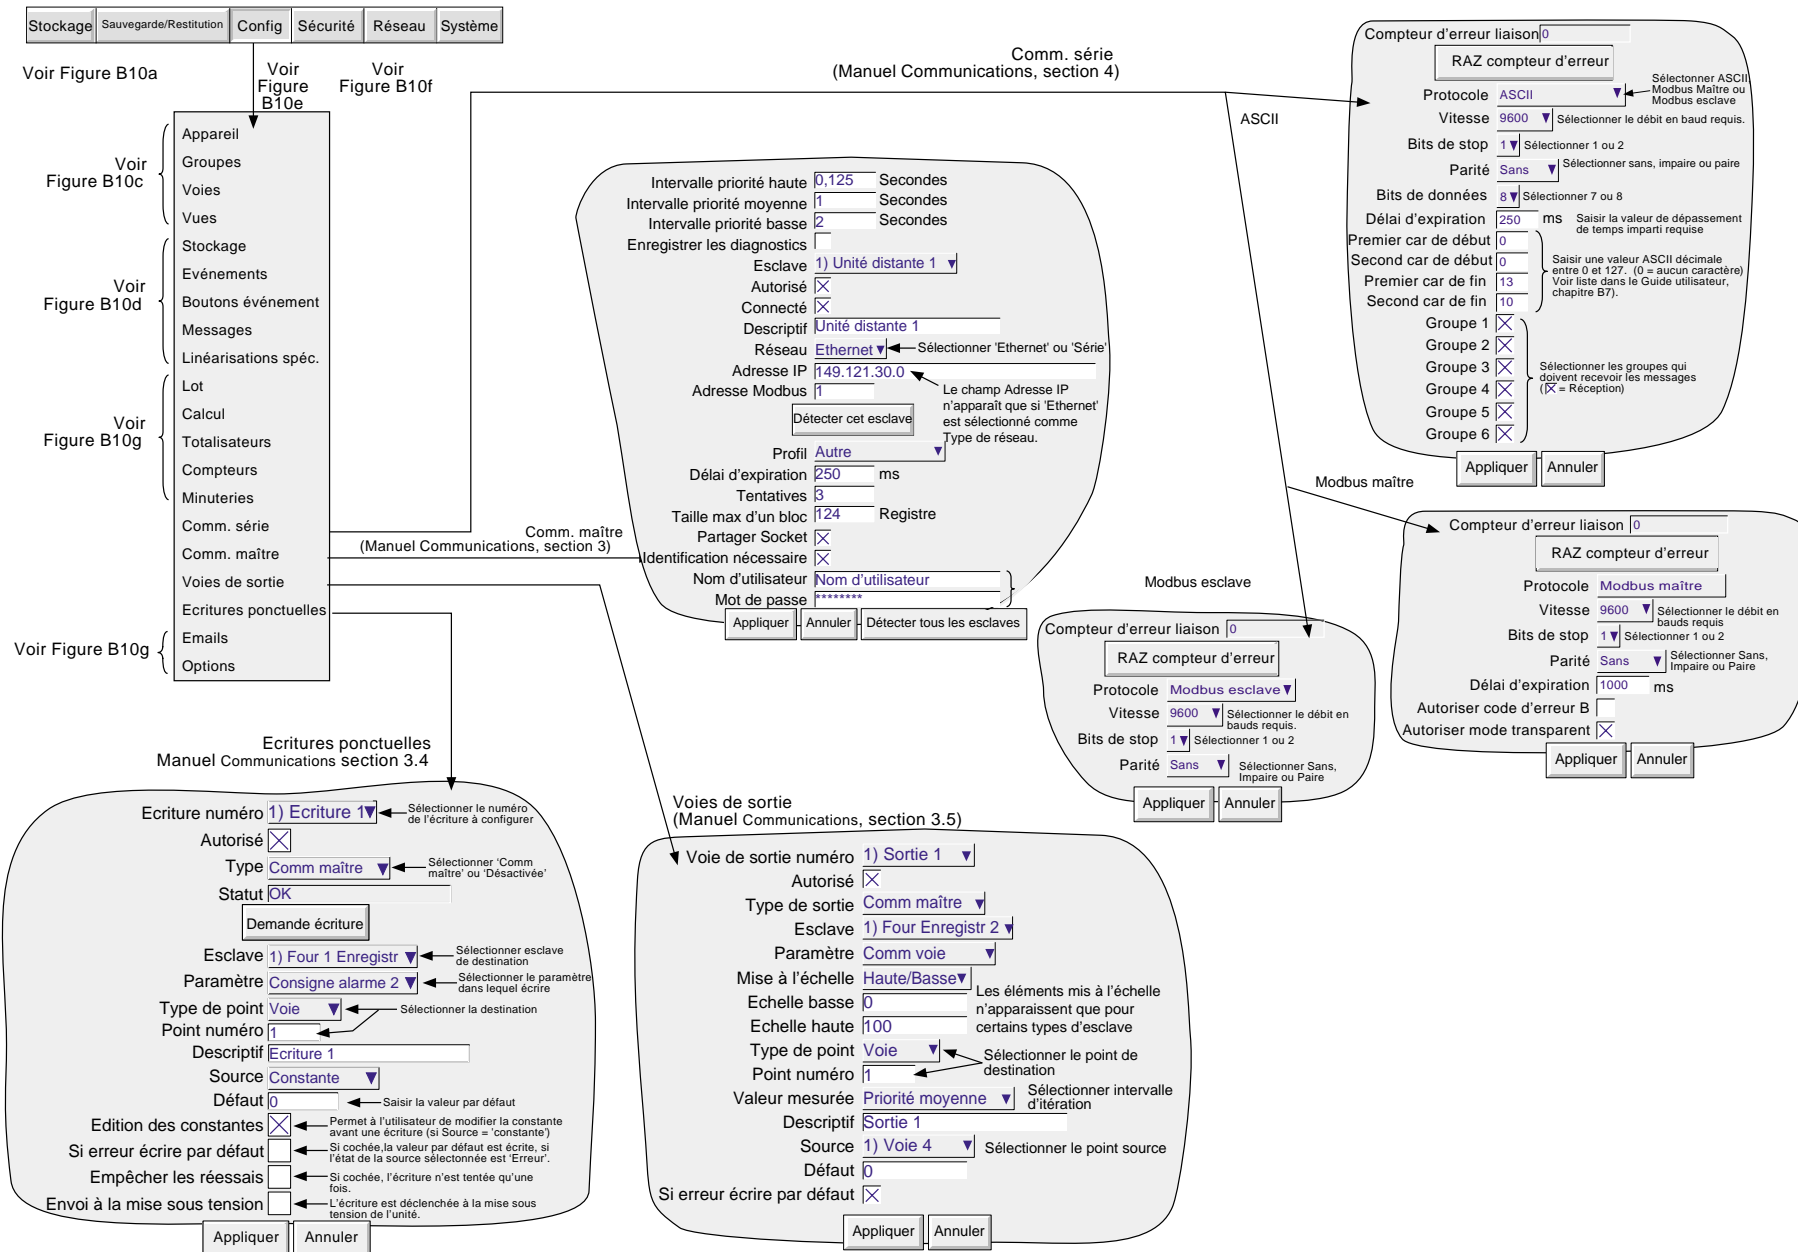 Stockage
Sauvegarde/Restitution
Config
Sécurité
Réseau
Système
Voir Figure B10a
Voir
Figure
B10e
Voir
Figure B10f
Voir
Figure B10c
Voir
Figure B10d
Voir
Figure B10g
Voir Figure B10g
Appareil
Groupes
Voies
Vues
Stockage
Evénements
Boutons événement
Messages
Linéarisations spéc.
Lot
Calcul
Totalisateurs
Compteurs
Minuteries
Comm. série
Comm. maître
Voies de sortie
Ecritures ponctuelles
Emails
Options
Comm. série
(Manuel Communications, section 4)
Comm. maître
(Manuel Communications, section 3)
Intervalle priorité haute 0,125 Secondes
Intervalle priorité moyenne 1 Secondes
Intervalle priorité basse 2 Secondes
Enregistrer les diagnostics
Esclave 1) Unité distante 1
Autorisé
Connecté
Descriptif Unité distante 1
Réseau Ethernet Sélectionner 'Ethernet' ou 'Série'
Adresse IP 149.121.30.0
Adresse Modbus 1
Le champ Adresse IP
n'apparaît que si 'Ethernet'
est sélectionné comme
Type de réseau.
Détecter cet esclave
Profil Autre
Délai d'expiration 250 ms
Tentatives 3
Taille max d'un bloc 124 Registre
Partager Socket
Identification nécessaire
Nom d'utilisateur Nom d'utilisateur
Mot de passe ********
Appliquer Annuler Détecter tous les esclaves
ASCII
Compteur d'erreur liaison 0
RAZ compteur d'erreur
Protocole ASCII
Sélectonner ASCII
Modbus Maître ou
Modbus esclave
Vitesse 9600 Sélectionner le débit en baud requis.
Bits de stop 1 Sélectionner 1 ou 2
Parité Sans Sélectionner sans, impaire ou paire
Bits de données 8 Sélectionner 7 ou 8
Délai d'expiration 250 ms Saisir la valeur de dépassement
de temps imparti requise
Premier car de début 0
Second car de début 0
Premier car de fin 13
Second car de fin 10
Saisir une valeur ASCII décimale
entre 0 et 127. (0 = aucun caractère)
Voir liste dans le Guide utilisateur,
chapitre B7).
Groupe 1
Groupe 2
Groupe 3
Groupe 4
Groupe 5
Groupe 6
Sélectionner les groupes qui
doivent recevoir les messages
( = Réception)
Appliquer Annuler
Modbus maître
Compteur d'erreur liaison 0
RAZ compteur d'erreur
Protocole Modbus maître
Vitesse 9600 Sélectionner le débit en
bauds requis
Bits de stop 1 Sélectionner 1 ou 2
Parité Sans Sélectionner Sans,
Impaire ou Paire
Délai d'expiration 1000 ms
Autoriser code d'erreur B
Autoriser mode transparent
Appliquer Annuler
Modbus esclave
Compteur d'erreur liaison 0
RAZ compteur d'erreur
Protocole Modbus esclave
Vitesse 9600 Sélectionner le débit en
bauds requis.
Bits de stop 1 Sélectionner 1 ou 2
Parité Sans Sélectionner Sans,
Impaire ou Paire
Appliquer Annuler
Ecritures ponctuelles
Manuel Communications section 3.4
Ecriture numéro 1) Ecriture 1 Sélectionner le numéro
de l'écriture à configurer
Autorisé
Type Comm maître Sélectionner 'Comm
maître' ou 'Désactivée'
Statut OK
Demande écriture
Esclave 1) Four 1 Enregistr Sélectionner esclave
de destination
Paramètre Consigne alarme 2 Sélectionner le paramètre
dans lequel écrire
Type de point Voie Sélectionner la destination
Point numéro 1
Descriptif Ecriture 1
Source Constante
Défaut 0 Saisir la valeur par défaut
Edition des constantes Permet à l'utilisateur de modifier la constante
avant une écriture (si Source = 'constante')
Si erreur écrire par défaut Si cochée,la valeur par défaut est écrite, si
l'état de la source sélectonnée est 'Erreur'.
Empêcher les réessais Si cochée, l'écriture n'est tentée qu'une
fois.
Envoi à la mise sous tension L'écriture est déclenchée à la mise sous
tension de l'unité.
Appliquer Annuler
Voies de sortie
(Manuel Communications, section 3.5)
Voie de sortie numéro 1) Sortie 1
Autorisé
Type de sortie Comm maître
Esclave 1) Four Enregistr 2
Paramètre Comm voie
Mise à l'échelle Haute/Basse
Echelle basse 0
Echelle haute 100
Les éléments mis à l'échelle
n'apparaissent que pour
certains types d'esclave
Type de point Voie
Point numéro 1
Sélectionner le point de
destination
Valeur mesurée Priorité moyenne Sélectionner intervalle
d'itération
Descriptif Sortie 1
Source 1) Voie 4 Sélectionner le point source
Défaut 0
Si erreur écrire par défaut
Appliquer Annuler